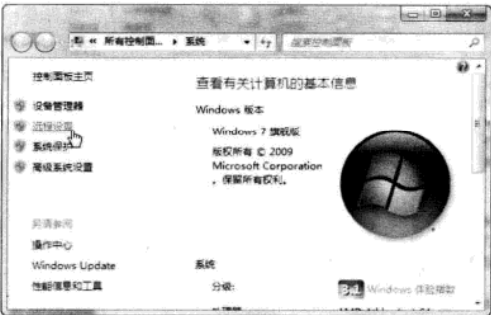 « 所有控制面... ▸ 系统
搜索控制面板
控制面板主页
设备管理器
远程设置
系统保护
高级系统设置
另请参阅
操作中心
Windows Update
性能信息和工具
查看有关计算机的基本信息
Windows 版本
Windows 7 旗舰版
版权所有 © 2009
Microsoft Corporation
，保留所有权利。
系统
分级:
Windows 体验指数